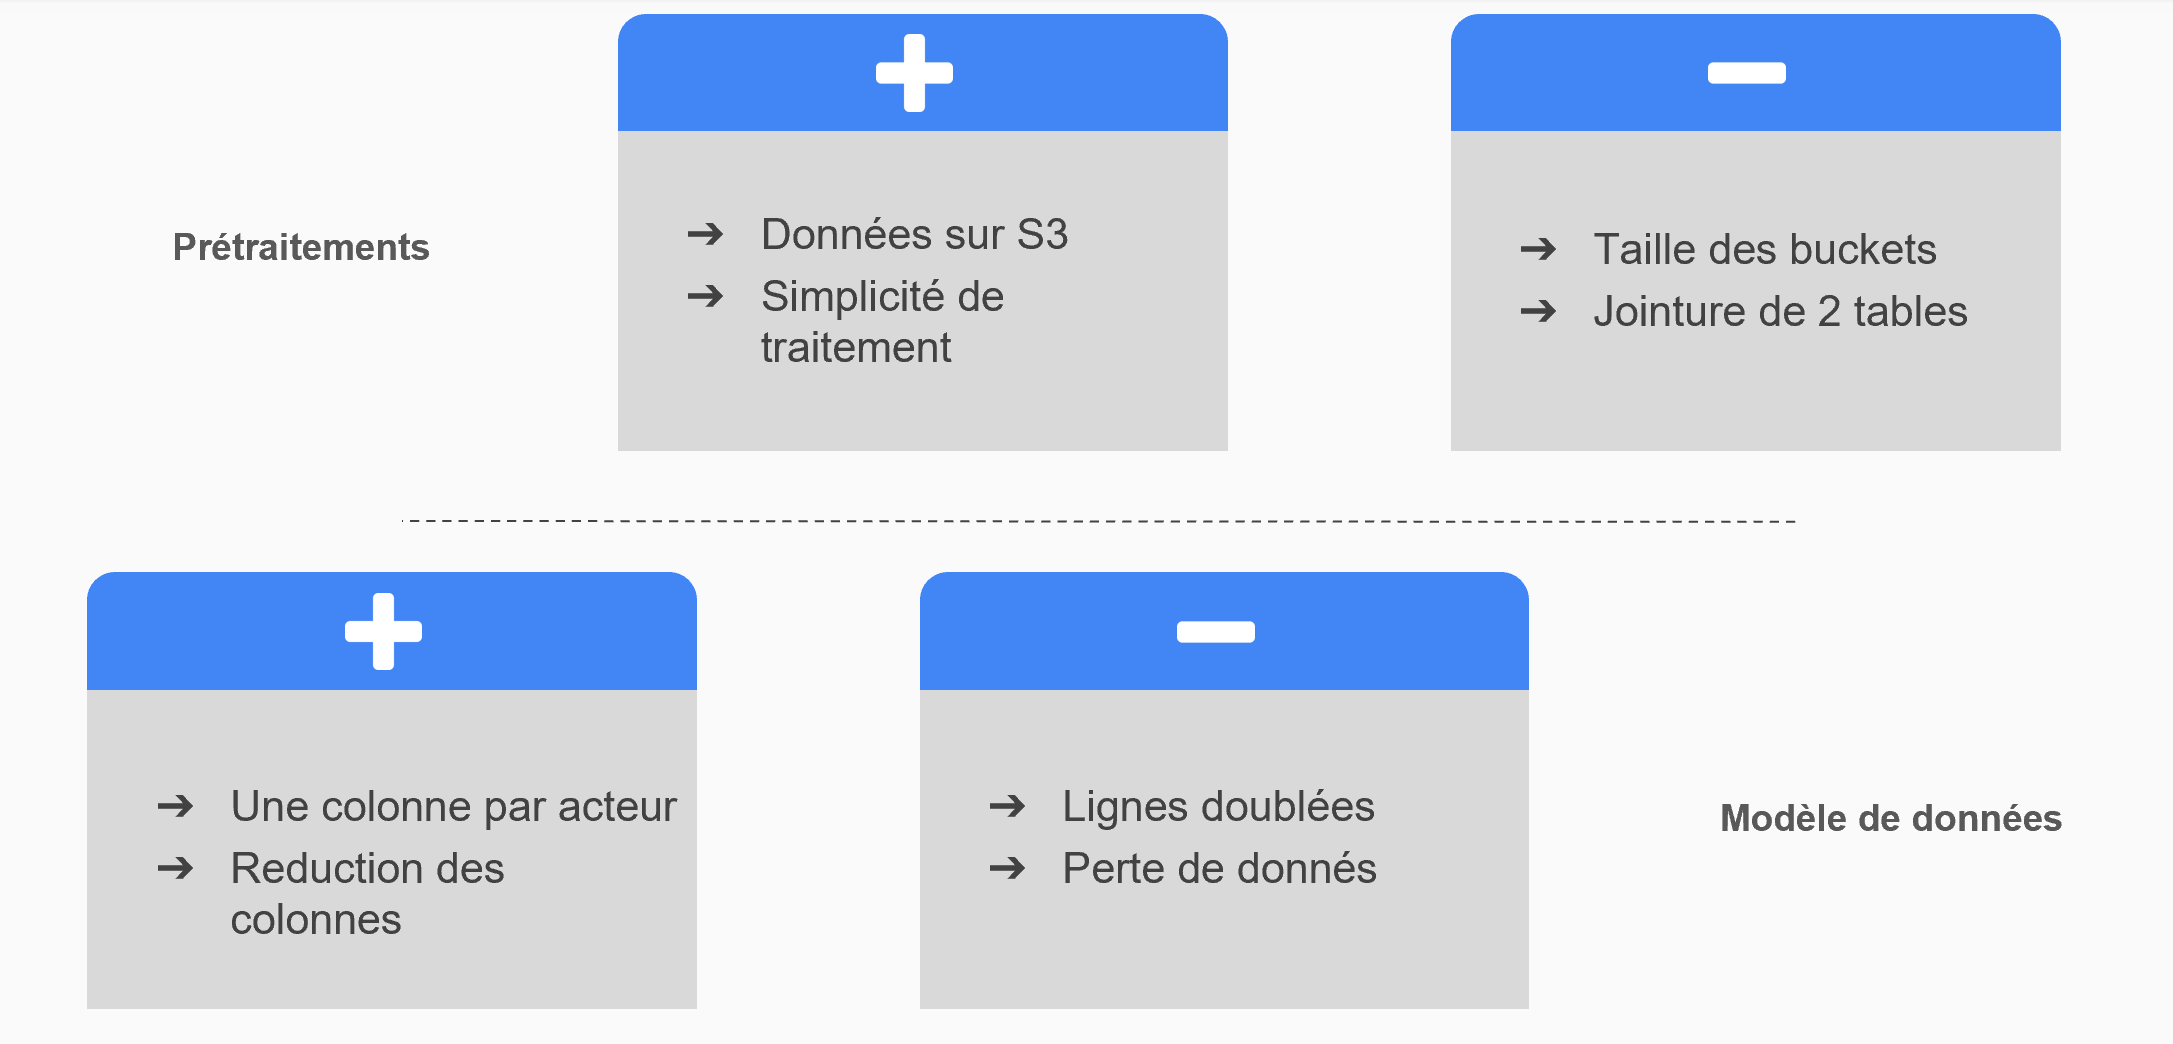 Prétraitements
➔ Données sur S3
➔ Simplicité de
traitement
➔ Taille des buckets
➔ Jointure de 2 tables
➔ Une colonne par acteur
➔ Reduction des
colonnes
➔ Lignes doublées
➔ Perte de donnés
Modèle de données